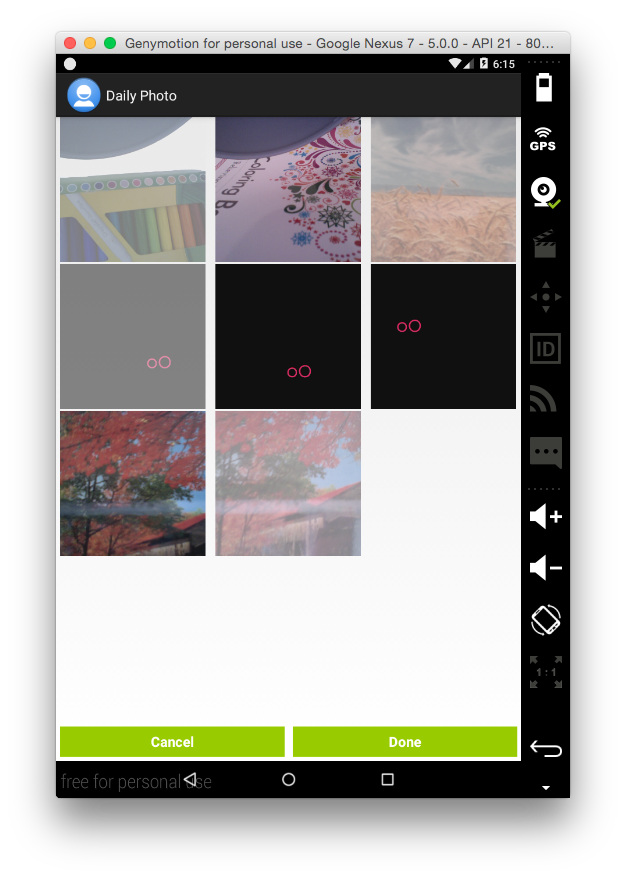 Genymotion for personal use - Google Nexus 7 - 5.0.0 - API 21 - 80…
6:15
Daily Photo
GPS
Coloring
ID
1:1
Cancel
Done
free for personal use